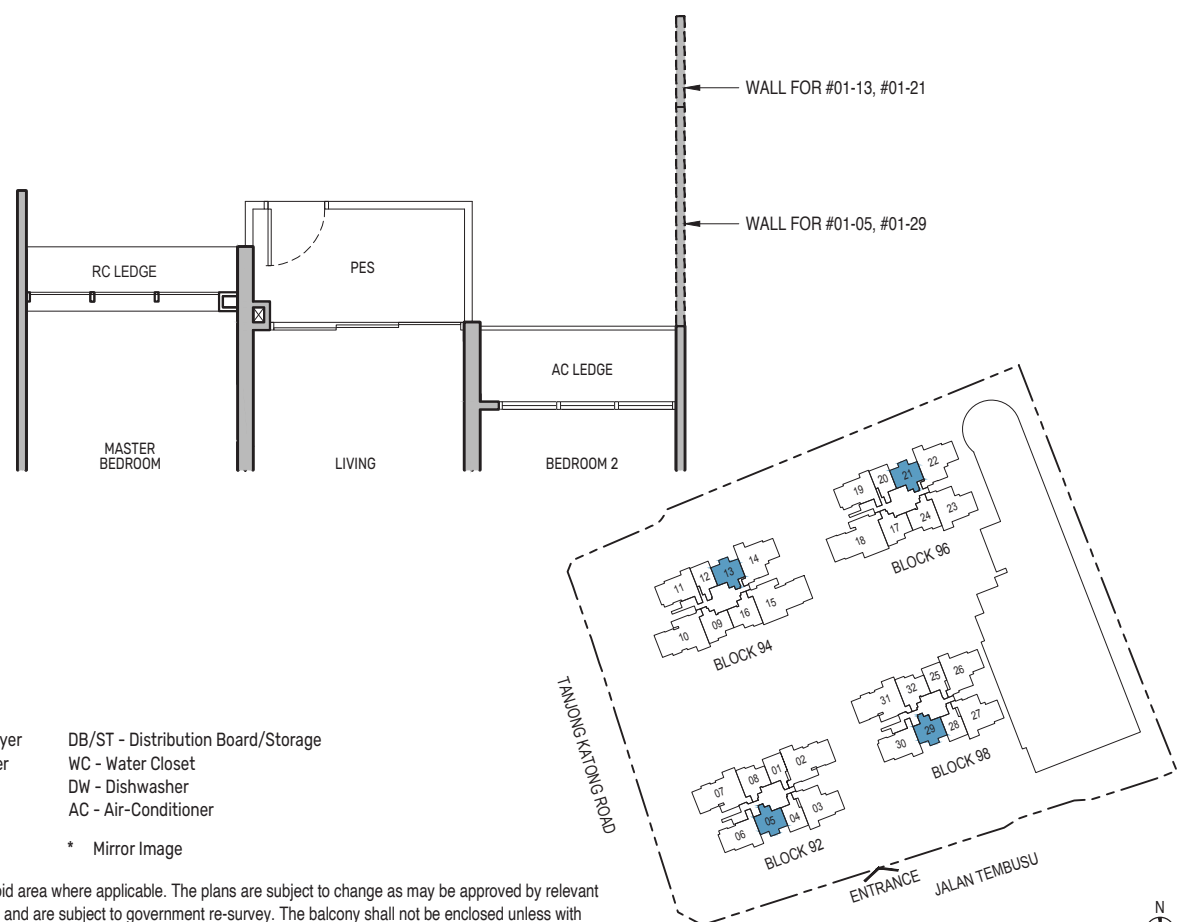 WALL FOR #01-13, #01-21
WALL FOR #01-05, #01-29
RC LEDGE
PES
AC LEDGE
MASTER
BEDROOM
LIVING
BEDROOM 2
22
21
20
19
23
24
17
18
BLOCK 96
14
13
12
11
15
16
09
10
BLOCK 94
26
25
32
31
27
28
29
30
BLOCK 98
02
01
08
07
03
04
05
06
BLOCK 92
TANJONG KATONG ROAD
ENTRANCE
JALAN TEMBUSU
N
DB/ST - Distribution Board/Storage
WC - Water Closet
DW - Dishwasher
AC - Air-Conditioner
* Mirror Image
area where applicable. The plans are subject to change as may be approved by relevant
and are subject to government re-survey. The balcony shall not be enclosed unless with